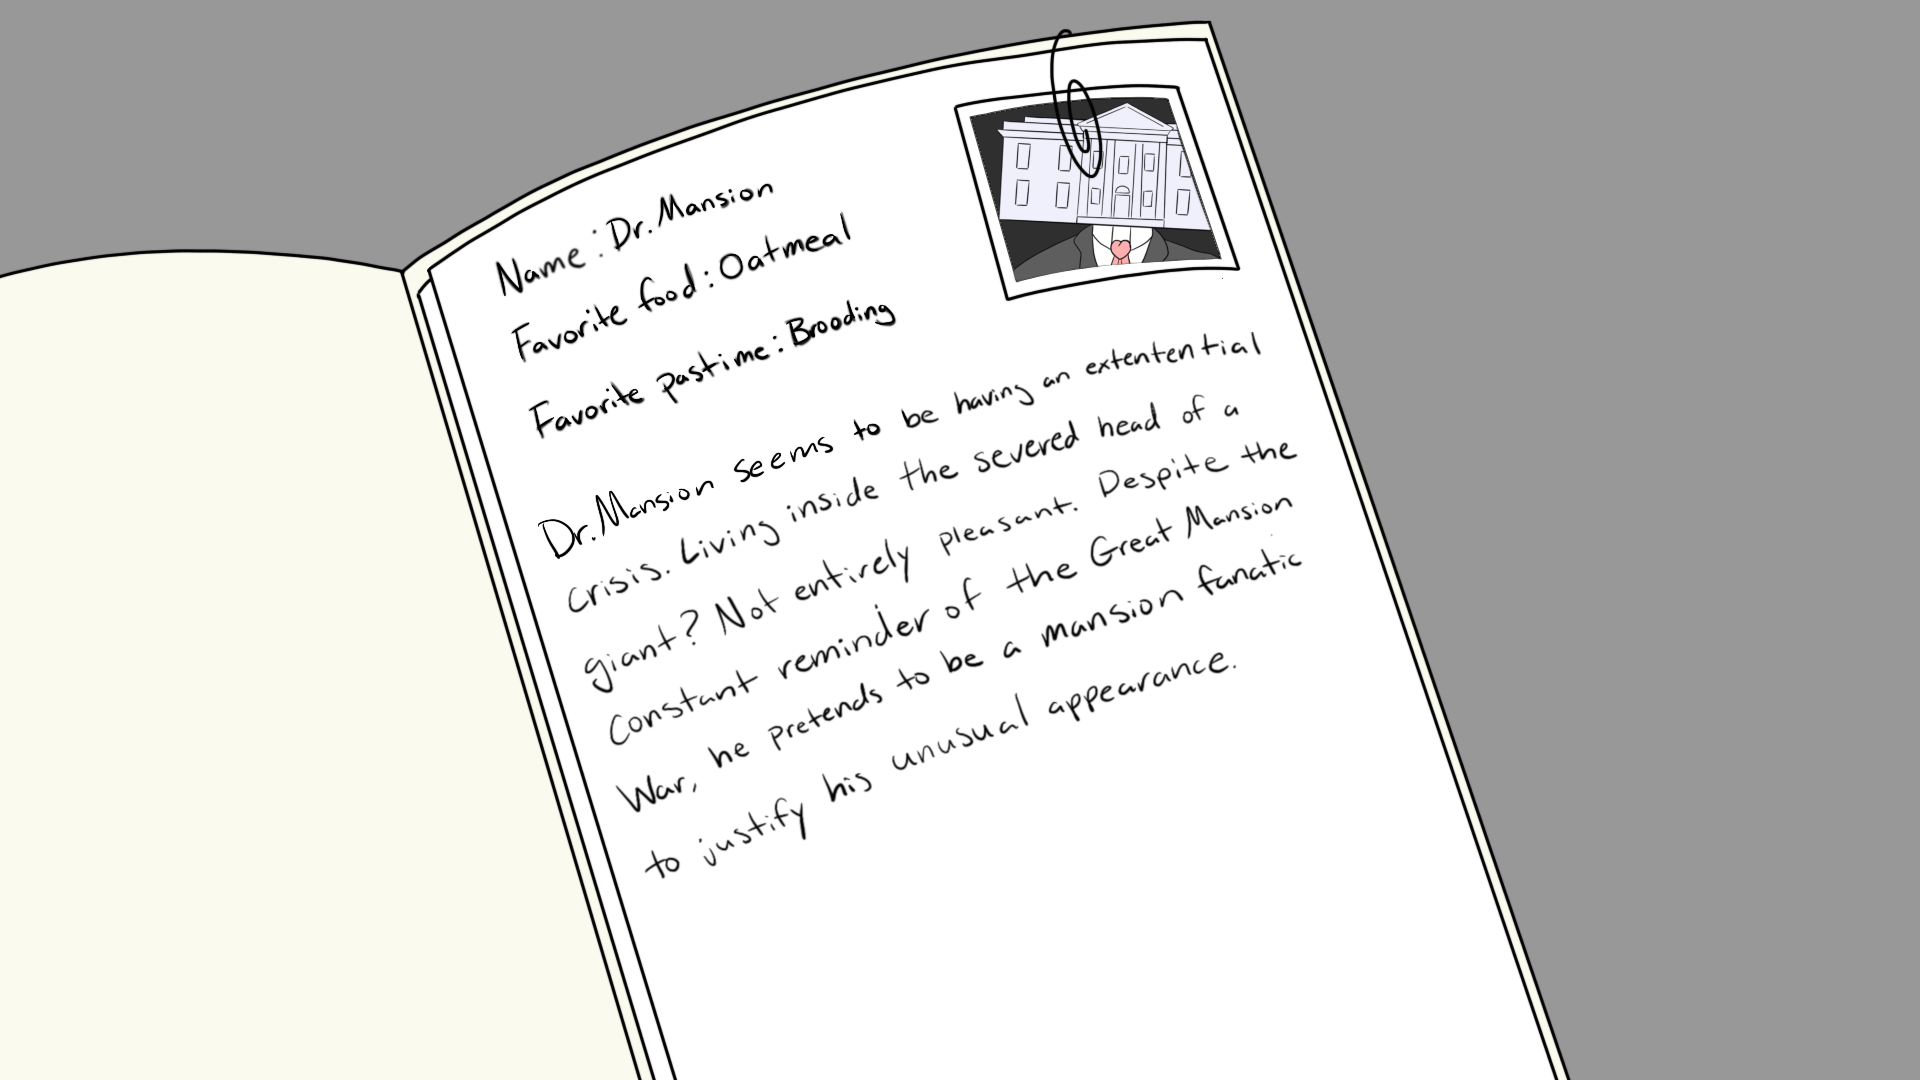 Name: Dr. Mansion
Favorite food: Oatmeal
Favorite pastime: Brooding
Dr. Mansion seems to be having an extentential
crisis. Living inside the severed head of a
giant? Not entirely pleasant. Despite the
constant reminder of the Great Mansion
War, he pretends to be a mansion fanatic
to justify his unusual appearance.